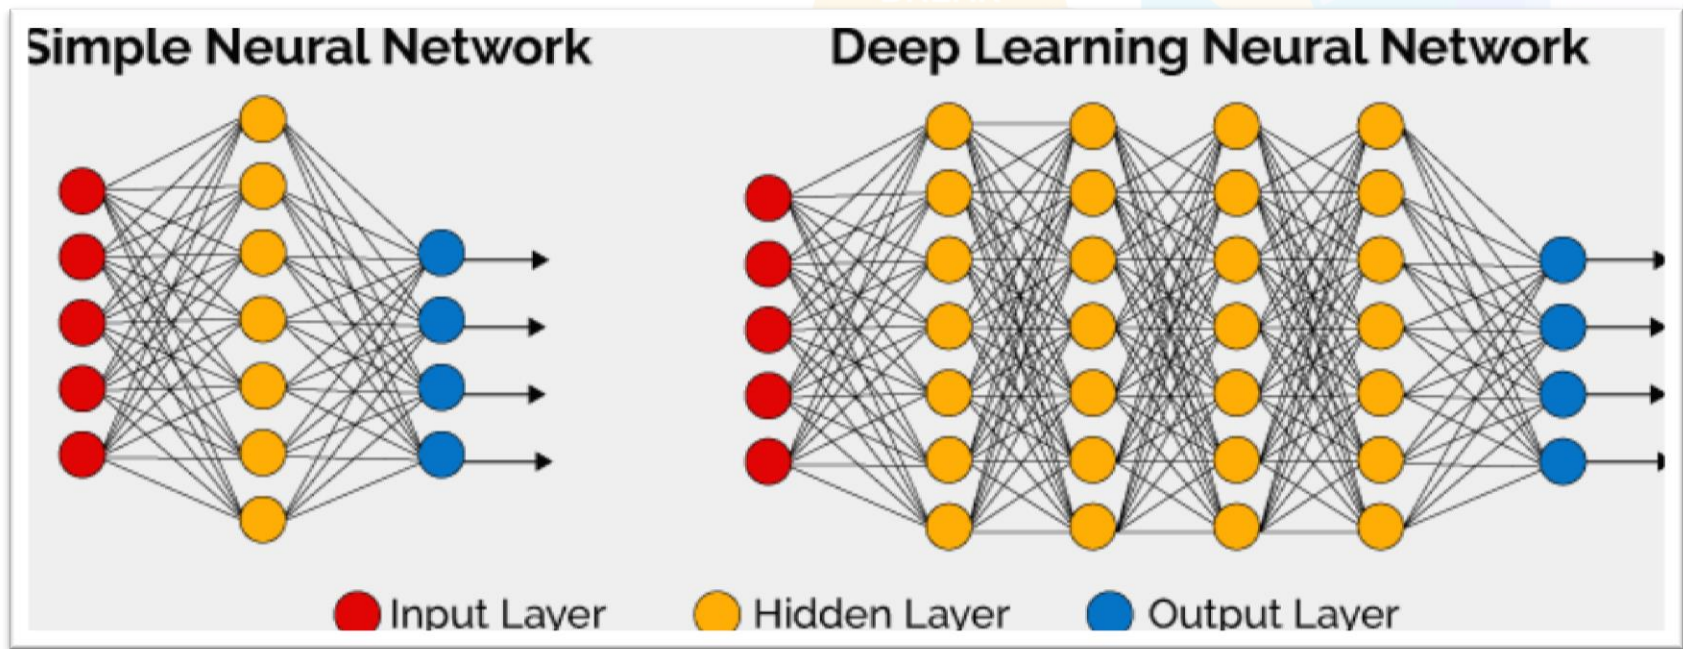 Simple Neural Network
Deep Learning Neural Network
Input Layer
Hidden Layer
Output Layer